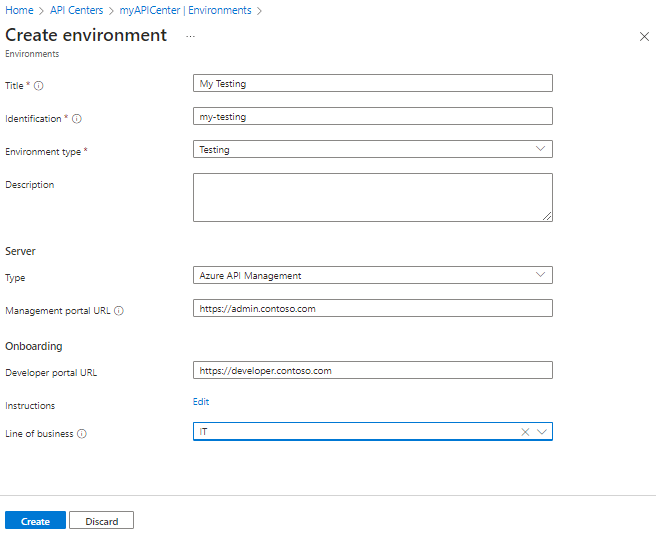 Home > API Centers > myAPICenter | Environments >
Create environment ...
Environments
Title * My Testing
Identification * my-testing
Environment type * Testing
Description
Server
Type Azure API Management
Management portal URL https://admin.contoso.com
Onboarding
Developer portal URL https://developer.contoso.com
Instructions Edit
Line of business IT
Create Discard